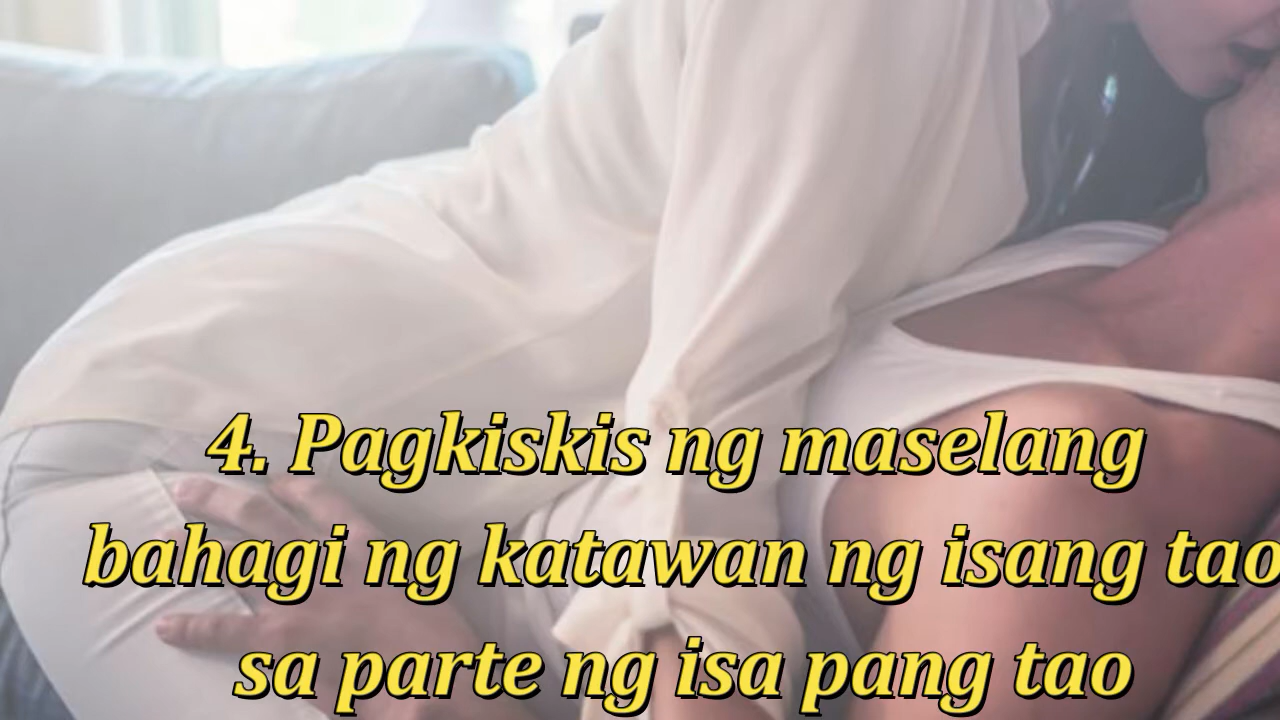 4. Pagkiskis ng maselang
bahagi ng katawan ng isang tao
sa parte ng isa pang tao